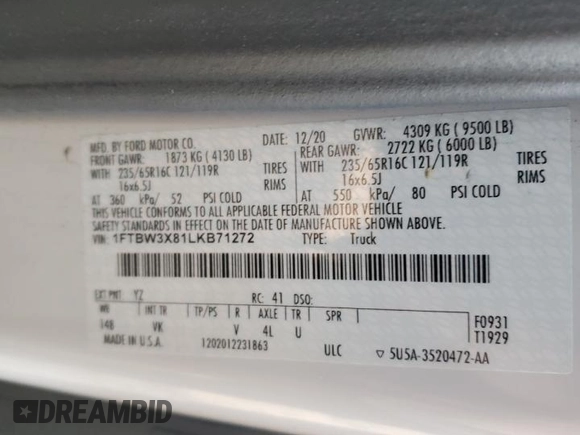 MFD. BY FORD MOTOR CO.
DATE: 12/20 GVWR: 4309 KG ( 9500 LB)
FRONT GAWR: 1873 KG ( 4130 LB)
REAR GAWR: 2722 KG ( 6000 LB)
WITH 235/65R16C 121/119R TIRES
WITH 235/65R16C 121/119R TIRES
16x6.5J RIMS
16x6.5J RIMS
AT 360 kPa/ 52 PSI COLD
AT 550 kPa/ 80 PSI COLD
THIS VEHICLE CONFORMS TO ALL APPLICABLE FEDERAL MOTOR VEHICLE
SAFETY STANDARDS IN EFFECT ON THE DATE OF MANUFACTURE SHOWN ABOVE.
VIN: 1FTBW3X81LKB71272 TYPE: Truck
EXT PNT YZ RC: 41 DSO:
WB INT TR TP/PS R AXLE TR SPR
148 VK V 4L U
F0931
T1929
MADE IN U.S.A. 1202012231863 ULC ▽ 5U5A-3520472-AA
DREAMBID